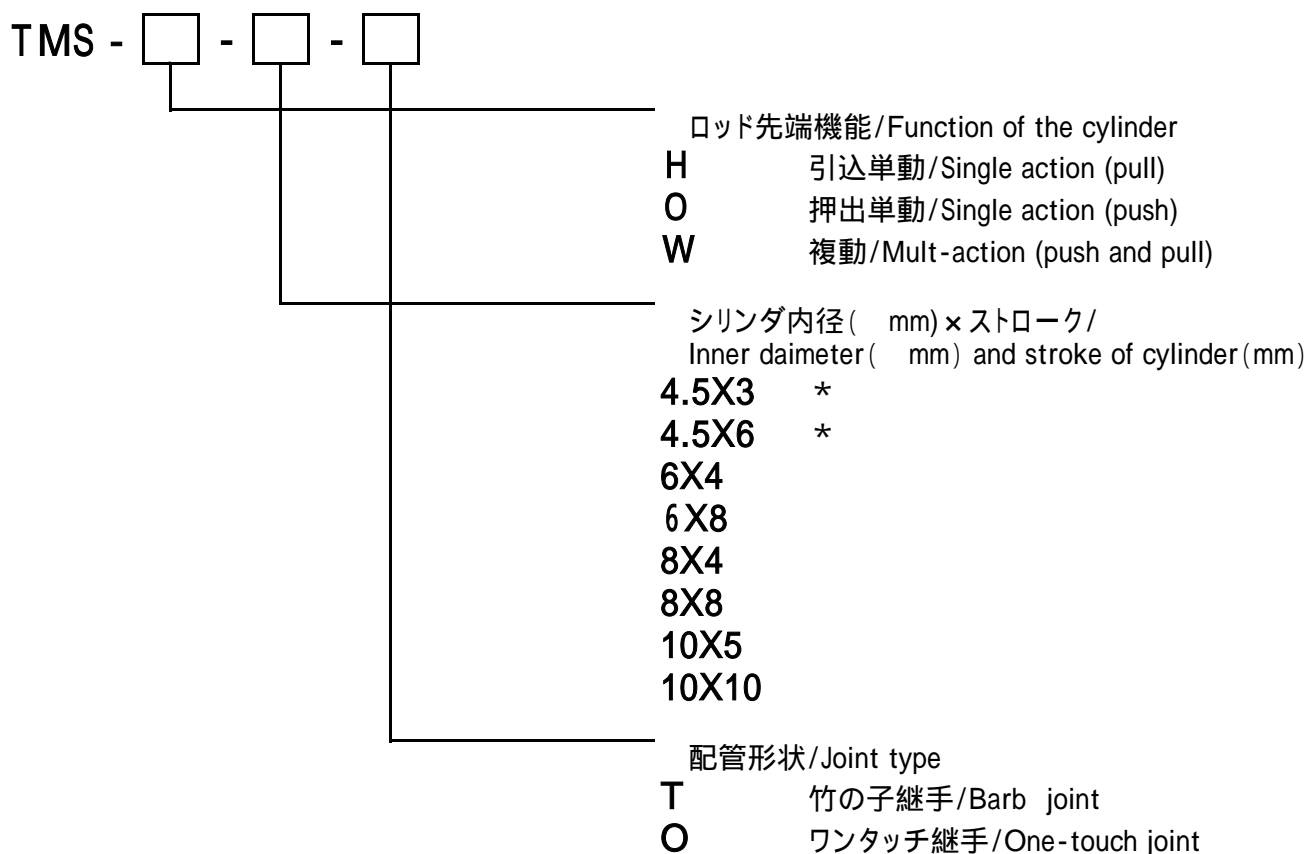 TMS - □ - □ - □
ロッド先端機能/Function of the cylinder
H 引込単動/Single action (pull)
O 押出単動/Single action (push)
W 複動/Mult-action (push and pull)
シリンダ内径( mm)×ストローク/
Inner daimeter( mm) and stroke of cylinder(mm)
4.5X3 *
4.5X6 *
6X4
6X8
8X4
8X8
10X5
10X10
配管形状/Joint type
T 竹の子継手/Barb joint
O ワンタッチ継手/One-touch joint